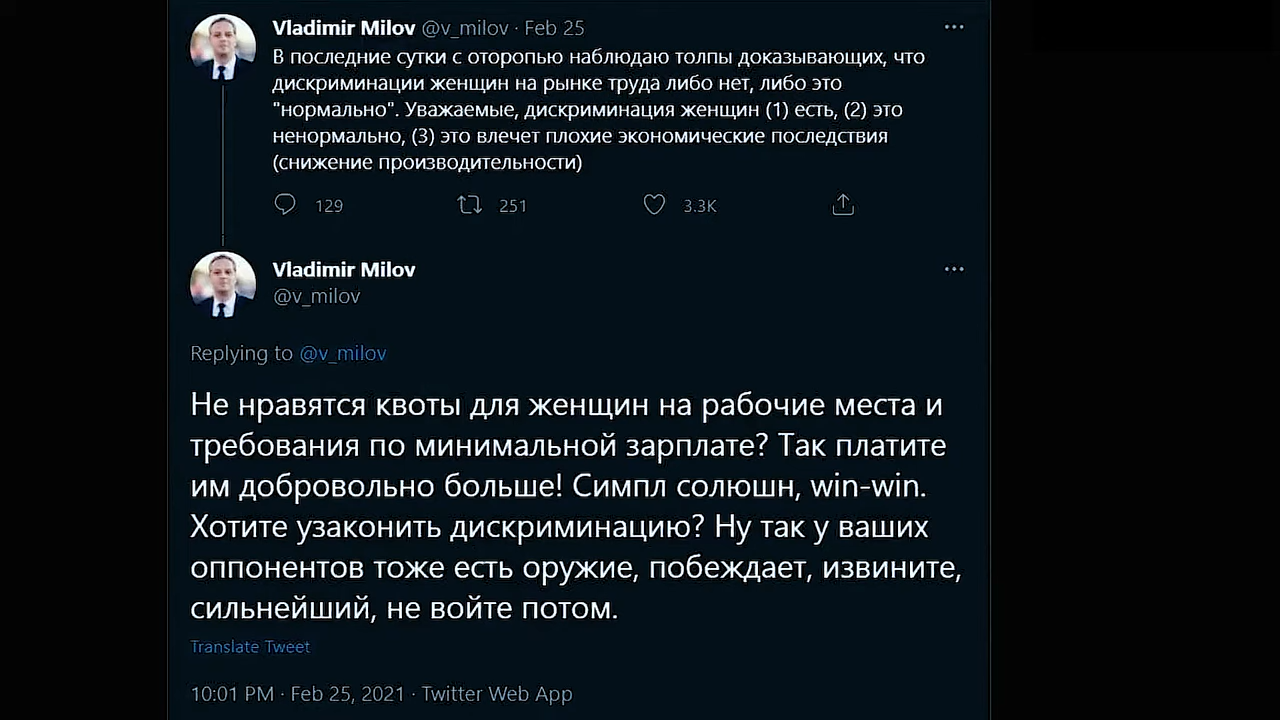 Vladimir Milov @v_milov · Feb 25
В последние сутки с оторопью наблюдаю толпы доказывающих, что
дискриминации женщин на рынке труда либо нет, либо это
"нормально". Уважаемые, дискриминация женщин (1) есть, (2) это
ненормально, (3) это влечет плохие экономические последствия
(снижение производительности)
129 251 3.3K
Vladimir Milov
@v_milov
Replying to @v_milov
Не нравятся квоты для женщин на рабочие места и
требования по минимальной зарплате? Так платите
им добровольно больше! Симпл солюшн, win-win.
Хотите узаконить дискриминацию? Ну так у ваших
оппонентов тоже есть оружие, побеждает, извините,
сильнейший, не войте потом.
Translate Tweet
10:01 PM · Feb 25, 2021 · Twitter Web App